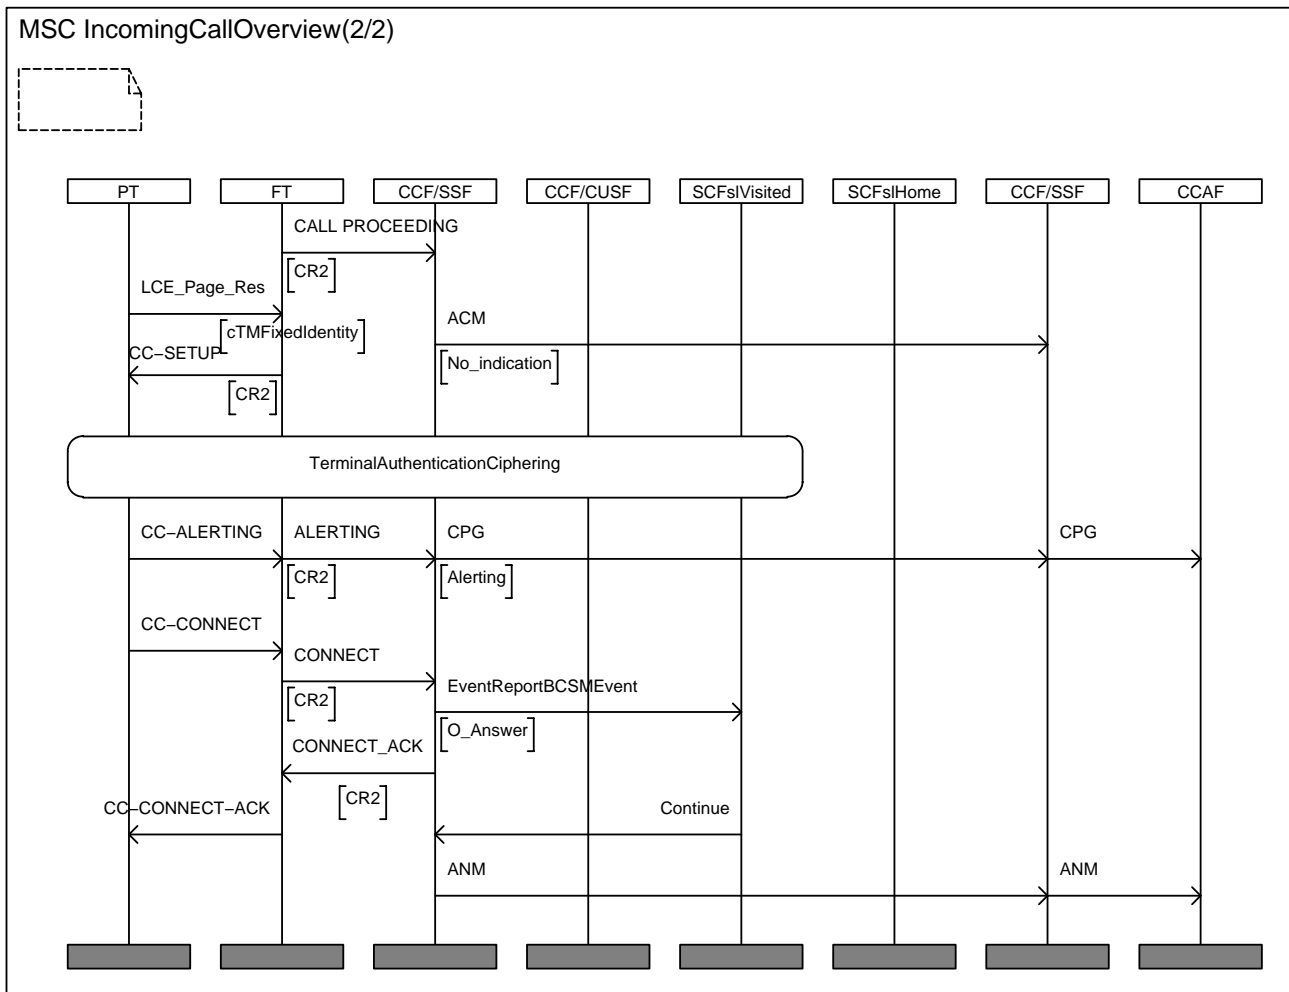 MSC IncomingCallOverview(2/2)
PT FT CCF/SSF CCF/CUSF SCFslVisited SCFslHome CCF/SSF CCAF
CALL PROCEEDING
[CR2]
LCE_Page_Res
[cTMFixedIdentity]
ACM
[No_indication]
CC–SETUP
[CR2]
TerminalAuthenticationCiphering
CC–ALERTING ALERTING CPG CPG
[CR2] [Alerting]
CC–CONNECT
CONNECT
[CR2]
EventReportBCSMEvent
[O_Answer]
CONNECT_ACK
[CR2]
CC–CONNECT–ACK Continue
ANM ANM